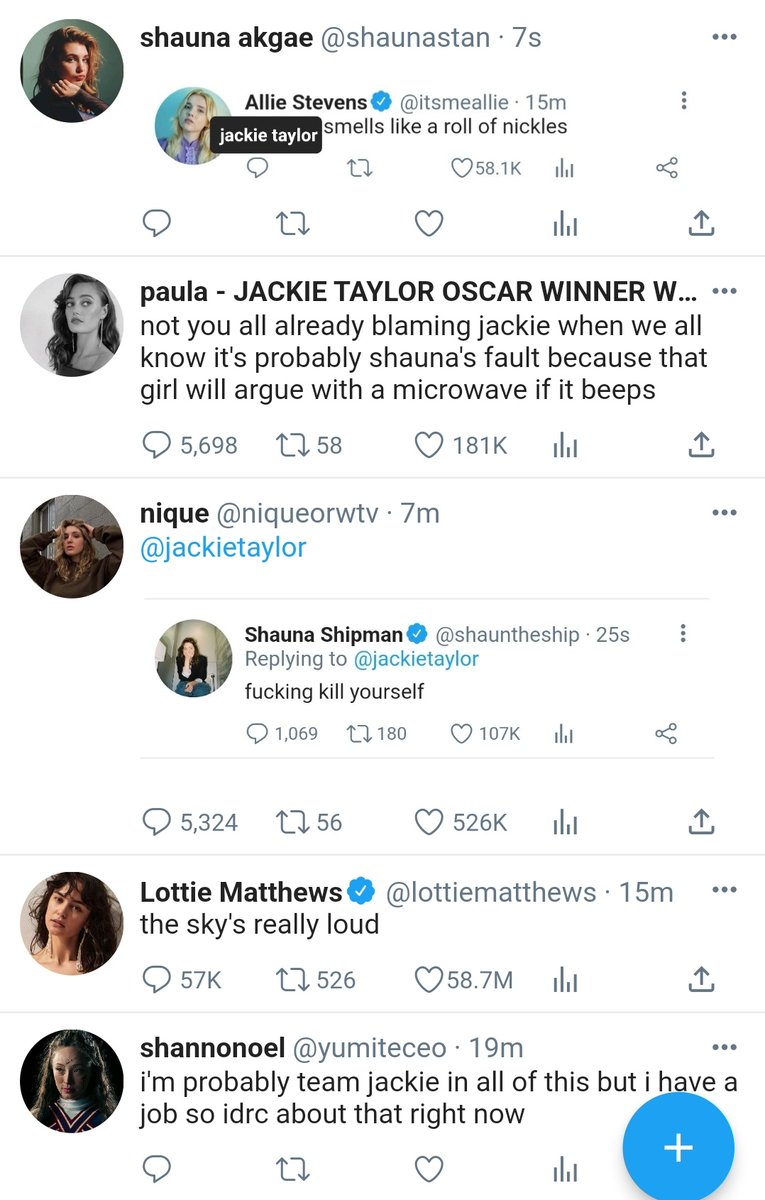 shauna akgae @shaunastan · 7s
Allie Stevens @itsmeallie · 15m
jackie taylor smells like a roll of nickles
58.1K
paula - JACKIE TAYLOR OSCAR WINNER W...
not you all already blaming jackie when we all
know it's probably shauna's fault because that
girl will argue with a microwave if it beeps
5,698 58 181K
nique @niqueorwtv · 7m
@jackietaylor
Shauna Shipman @shauntheship · 25s
Replying to @jackietaylor
fucking kill yourself
1,069 180 107K
5,324 56 526K
Lottie Matthews @lottiematthews · 15m
the sky's really loud
57K 526 58.7M
shannonoel @yumiteceo · 19m
i'm probably team jackie in all of this but i have a
job so idrc about that right now